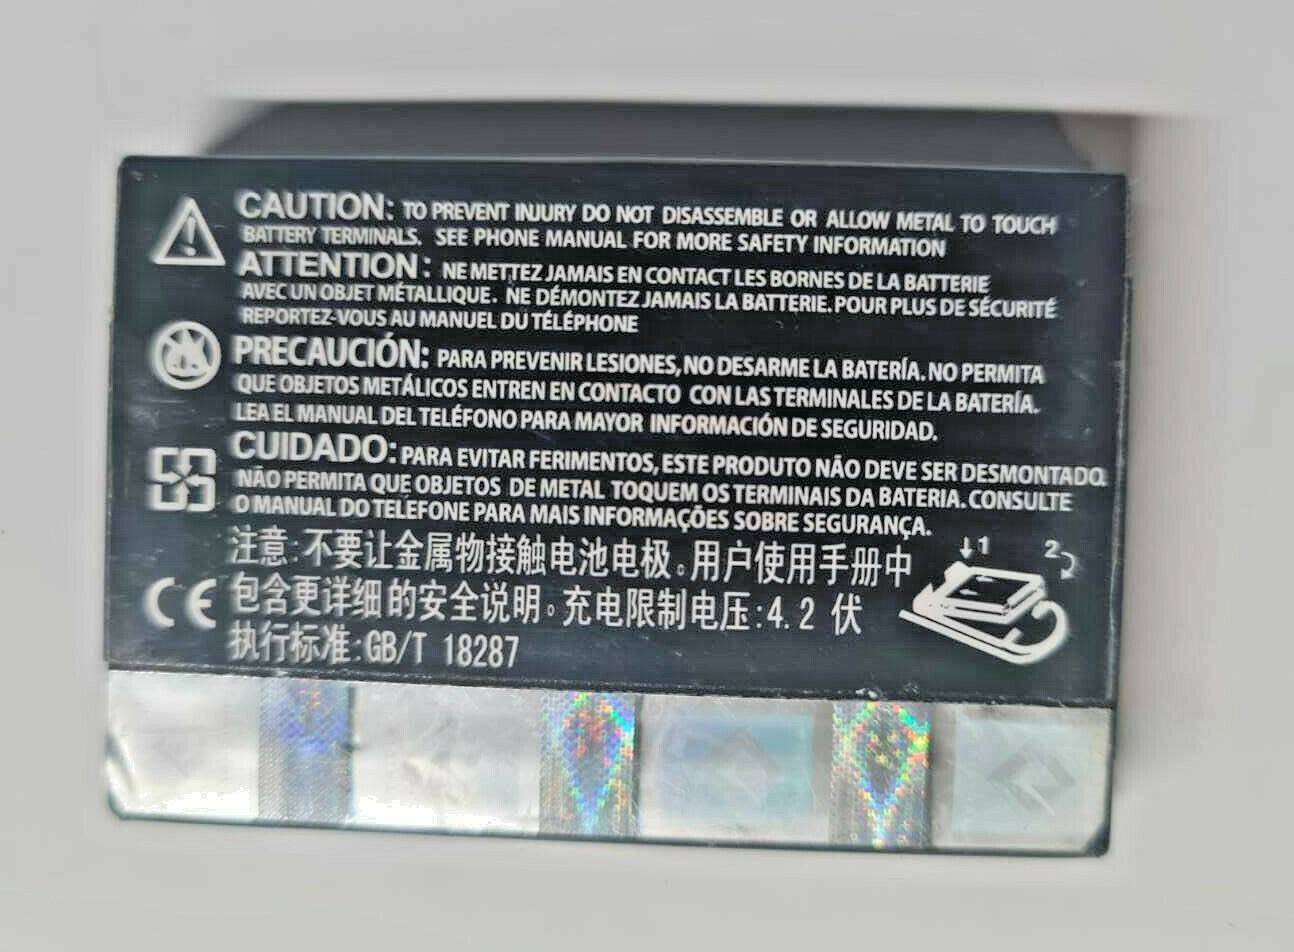 CAUTION: TO PREVENT INJURY DO NOT DISASSEMBLE OR ALLOW METAL TO TOUCH
BATTERY TERMINALS. SEE PHONE MANUAL FOR MORE SAFETY INFORMATION
ATTENTION: NE METTEZ JAMAIS EN CONTACT LES BORNES DE LA BATTERIE
AVEC UN OBJET MÉTALLIQUE. NE DÉMONTEZ JAMAIS LA BATTERIE. POUR PLUS DE SÉCURITÉ
REPORTEZ-VOUS AU MANUEL DU TÉLÉPHONE
PRECAUCIÓN: PARA PREVENIR LESIONES, NO DESARME LA BATERÍA. NO PERMITA
QUE OBJETOS METÁLICOS ENTREN EN CONTACTO CON LAS TERMINALES DE LA BATERÍA.
LEA EL MANUAL DEL TELÉFONO PARA MAYOR INFORMACIÓN DE SEGURIDAD.
CUIDADO: PARA EVITAR FERIMENTOS, ESTE PRODUTO NÃO DEVE SER DESMONTADO.
NÃO PERMITA QUE OBJETOS DE METAL TOQUEM OS TERMINAIS DA BATERIA. CONSULTE
O MANUAL DO TELEFONE PARA MAIS INFORMAÇÕES SOBRE SEGURANÇA.
注意:不要让金属物接触电池电极。用户使用手册中
包含更详细的安全说明。充电限制电压:4.2 伏
执行标准:GB/T 18287
CE
1
2